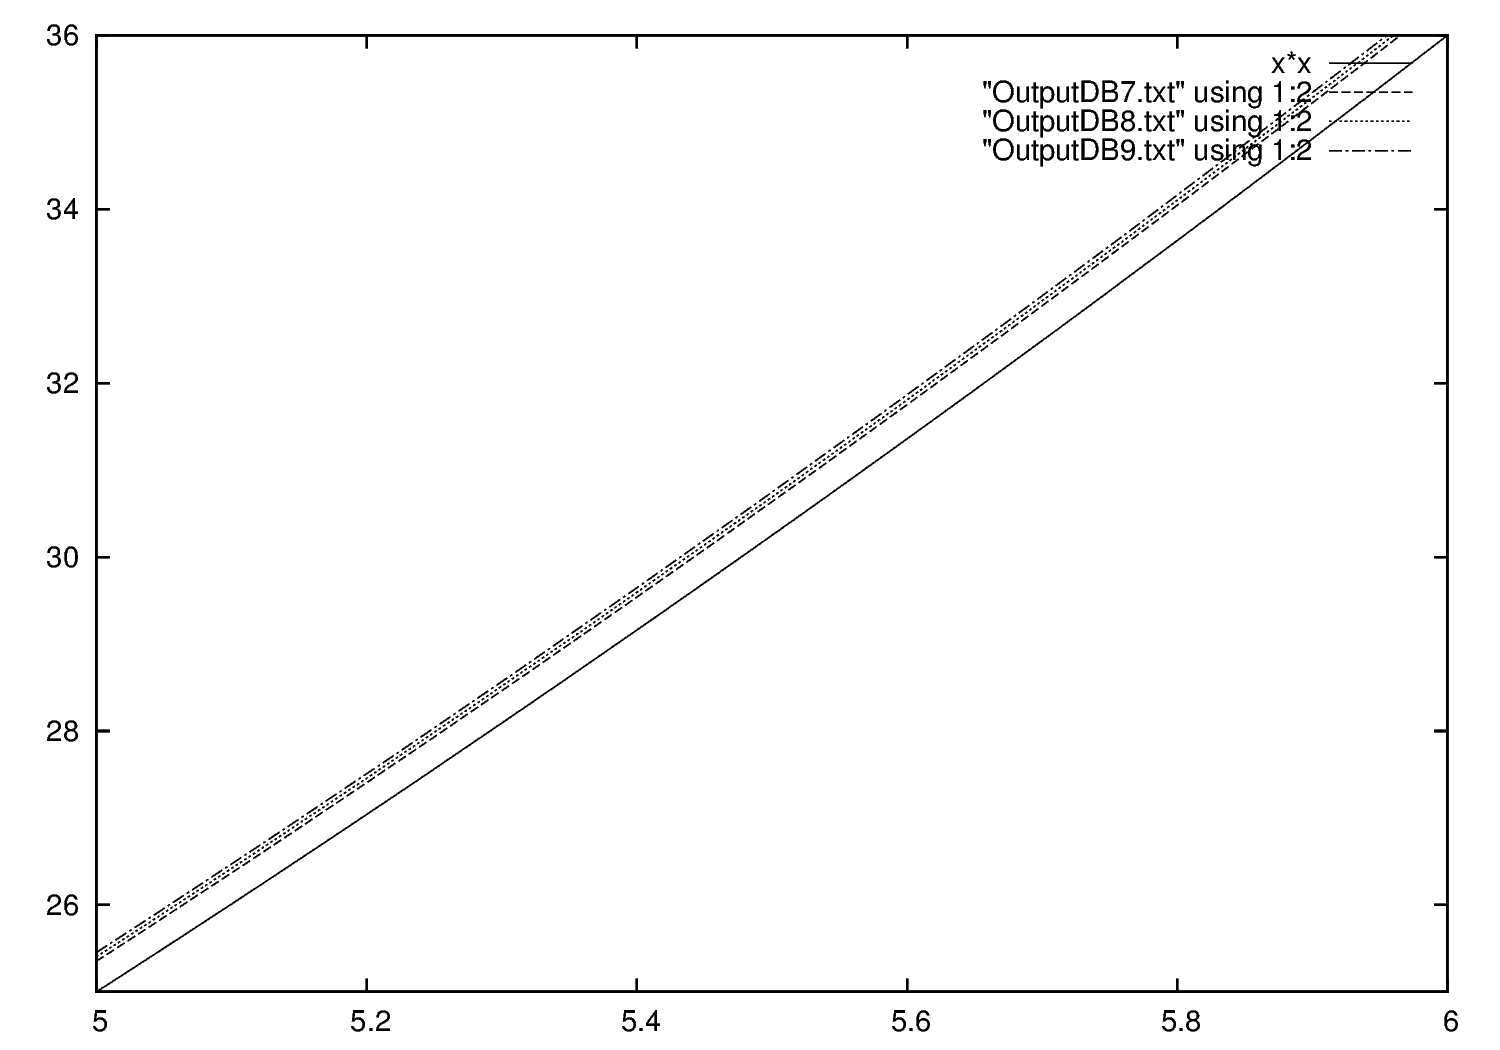 36
x*x
"OutputDB7.txt" using 1:2
"OutputDB8.txt" using 1:2
"OutputDB9.txt" using 1:2
34
32
30
28
26
5 5.2 5.4 5.6 5.8 6